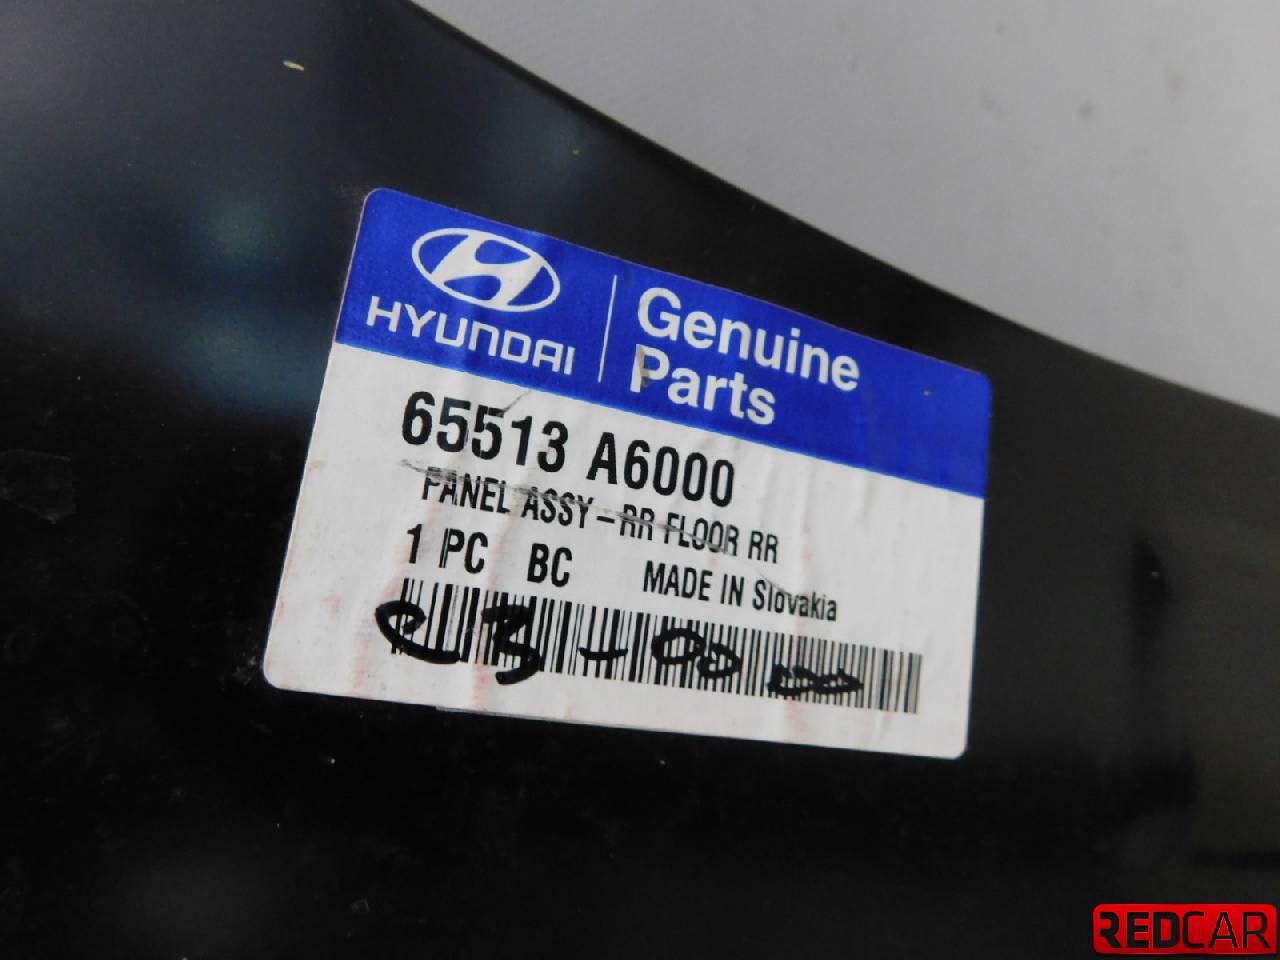 HYUNDAI
Genuine
Parts
65513 A6000
PANEL ASSY-RR FLOOR RR
1 PC BC MADE IN Slovakia
REDCAR